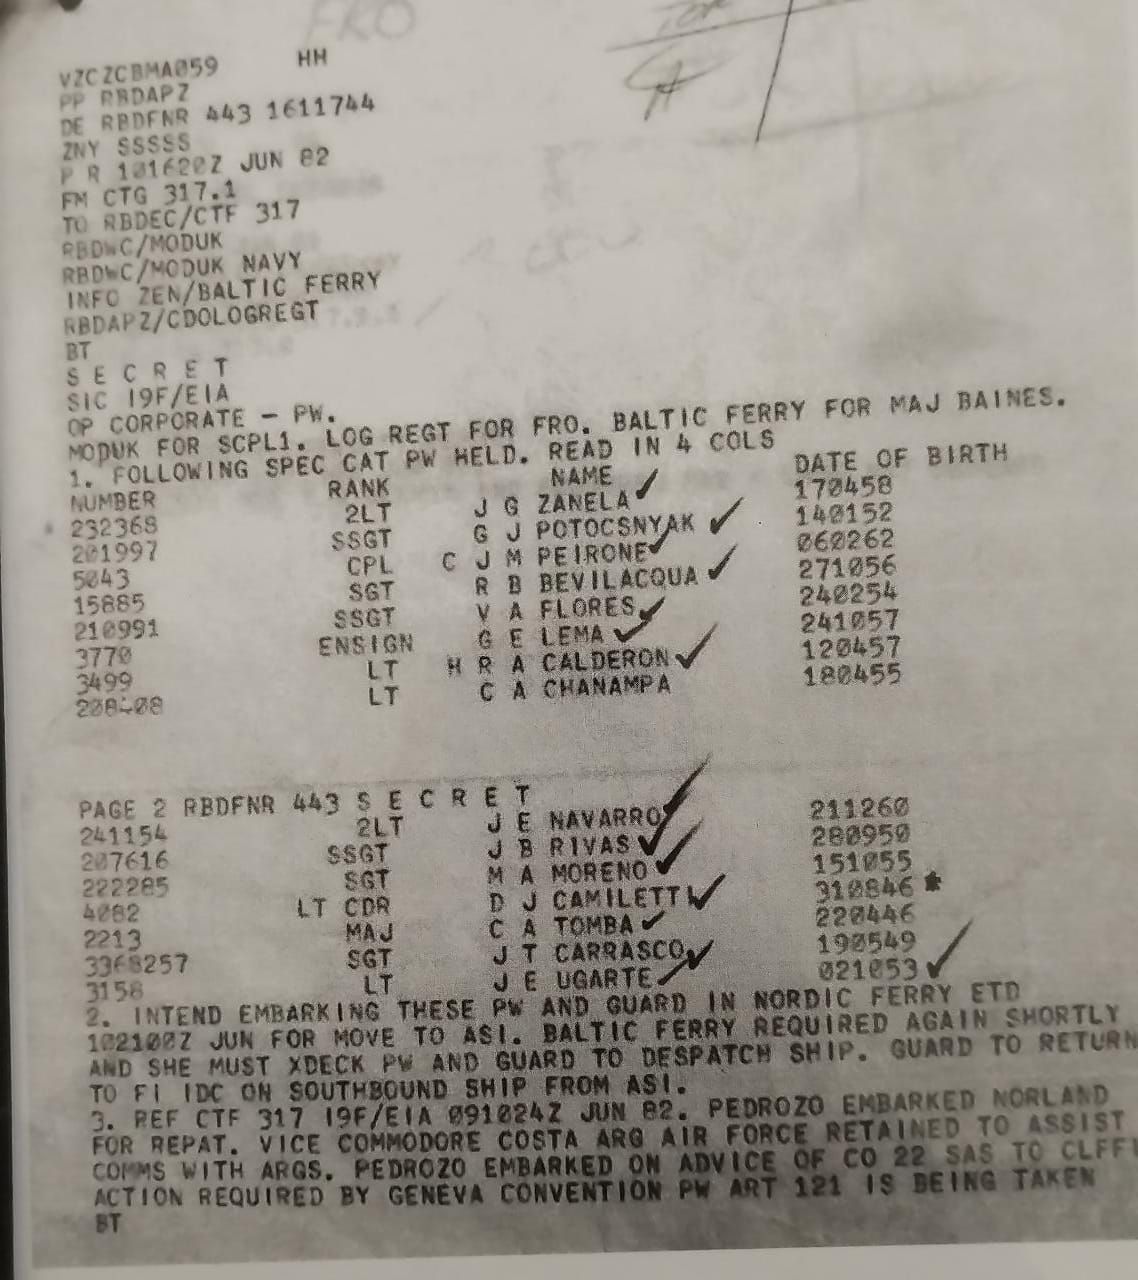 FRO
VZCZCBMA059 HH
PP RBDAPZ
DE RBDFNR 443 1611744
ZNY SSSSS
P R 101620Z JUN 82
FM CTG 317.1
TO RBDEC/CTF 317
RBDWC/MODUK
RBDWC/MODUK NAVY
INFO ZEN/BALTIC FERRY
RBDAPZ/CDOLOGREGT
BT
S E C R E T
SIC 19F/EIA
OP CORPORATE - PW.
MODUK FOR SCPL1. LOG REGT FOR FRO. BALTIC FERRY FOR MAJ BAINES.
1. FOLLOWING SPEC CAT PW HELD. READ IN 4 COLS
NUMBER RANK NAME DATE OF BIRTH
232368 2LT J G ZANELA 170458
201997 SSGT G J POTOCSNYAK 140152
5043 CPL C J M PEIRONE 060262
15885 SGT R B BEVILACQUA 271056
210991 SSGT V A FLORES 240254
3770 ENSIGN G E LEMA 241057
3499 LT H R A CALDERON 120457
208408 LT C A CHANAMPA 180455
PAGE 2 RBDFNR 443 S E C R E T
241154 2LT J E NAVARRO 211260
207616 SSGT J B RIVAS 280950
222285 SGT M A MORENO 151055
4082 LT CDR D J CAMILETTI 310846 *
2213 MAJ C A TOMBA 220446
3368257 SGT J T CARRASCO 190549
3158 LT J E UGARTE 021053
2. INTEND EMBARKING THESE PW AND GUARD IN NORDIC FERRY ETD
102100Z JUN FOR MOVE TO ASI. BALTIC FERRY REQUIRED AGAIN SHORTLY
AND SHE MUST XDECK PW AND GUARD TO DESPATCH SHIP. GUARD TO RETURN
TO FI IDC ON SOUTHBOUND SHIP FROM ASI.
3. REF CTF 317 19F/EIA 091024Z JUN 82. PEDROZO EMBARKED NORLAND
FOR REPAT. VICE COMMODORE COSTA ARG AIR FORCE RETAINED TO ASSIST
COMMS WITH ARGS. PEDROZO EMBARKED ON ADVICE OF CO 22 SAS TO CLFFI
ACTION REQUIRED BY GENEVA CONVENTION PW ART 121 IS BEING TAKEN
BT